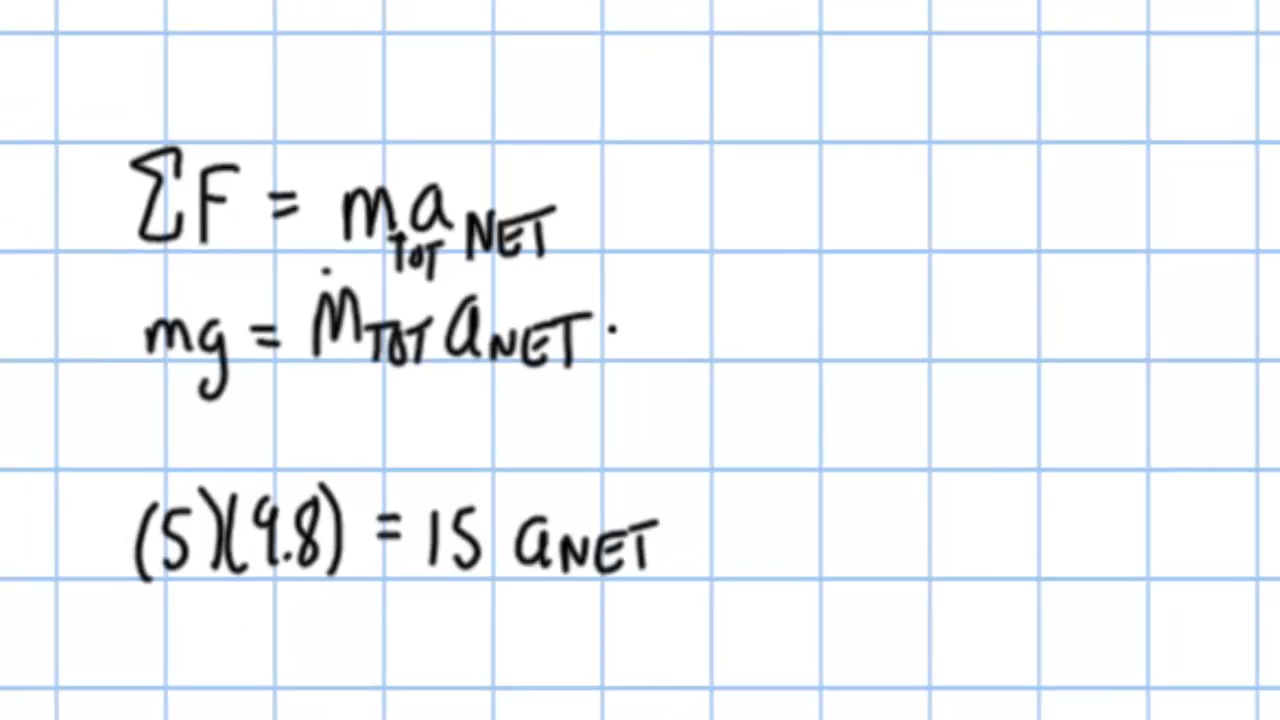 ΣF = m_TOT a_NET
mg = m_TOT a_NET
(5)(9.8) = 15 a_NET